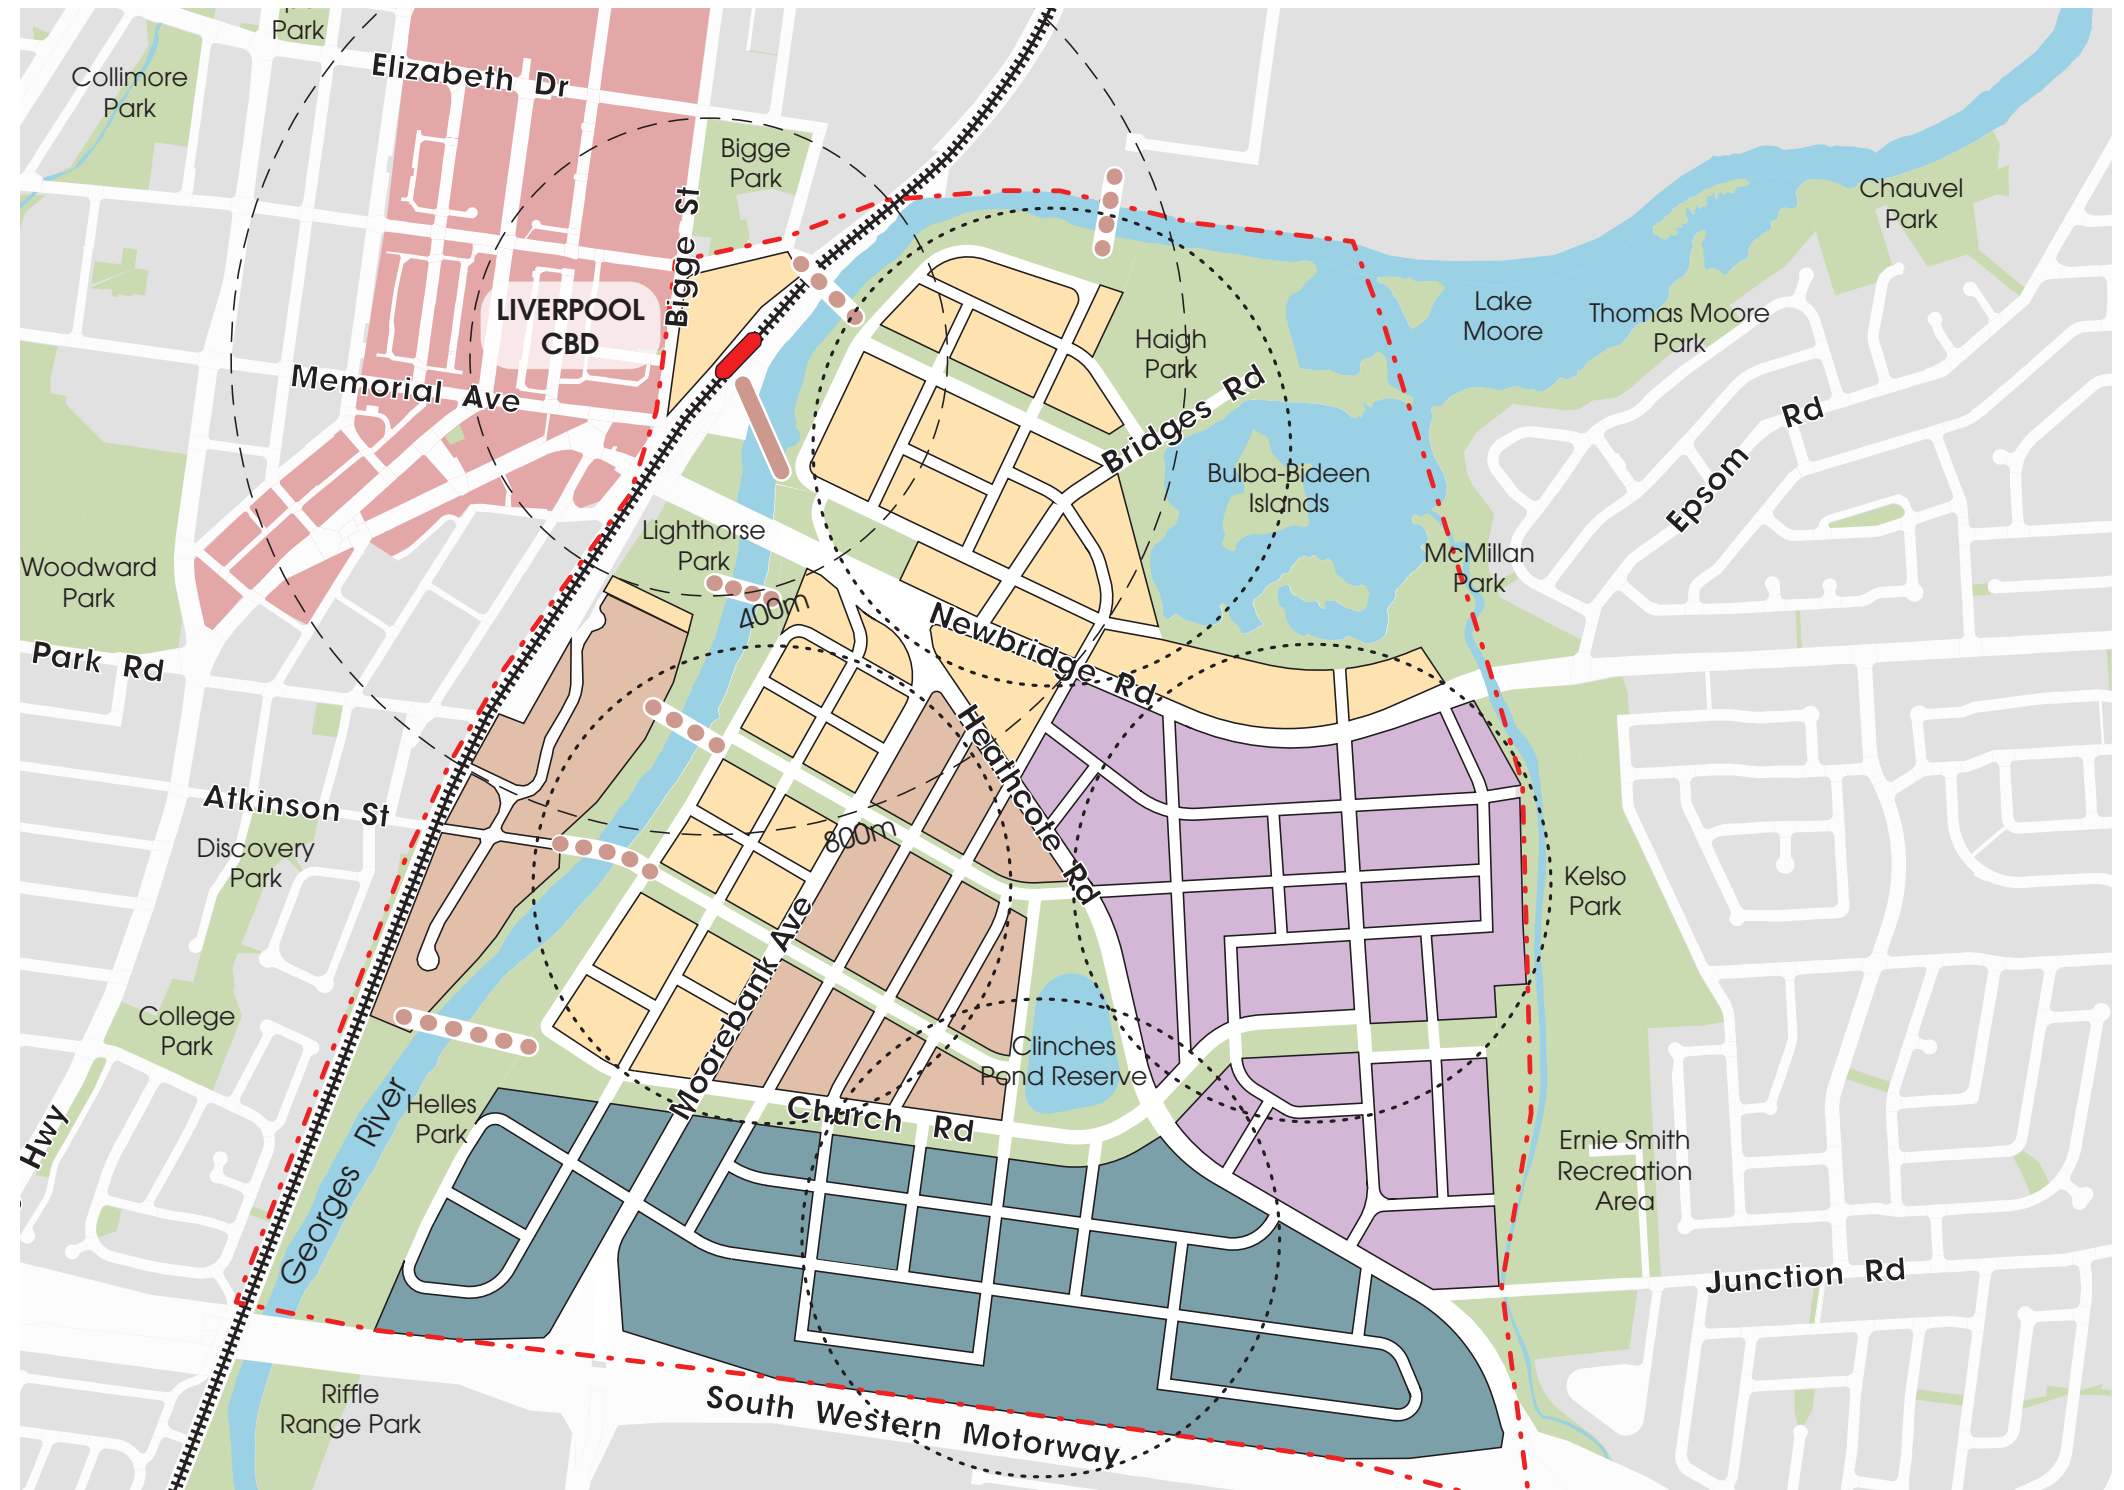 Park
Collimore
Park
Elizabeth Dr
Bigge
Park
Bigge St
Chauvel
Park
LIVERPOOL
CBD
Lake
Moore
Thomas Moore
Park
Haigh
Park
Memorial Ave
Bridges Rd
Epsom Rd
Bulba-Bideen
Islands
Lighthorse
Park
McMillan
Park
Woodward
Park
400m
Newbridge Rd
Park Rd
Heathcote Rd
Atkinson St
800m
Discovery
Park
Kelso
Park
Moorebank Ave
College
Park
Clinches
Pond Reserve
Helles
Park
Church Rd
Hwy
Georges River
Ernie Smith
Recreation
Area
Junction Rd
Riffle
Range Park
South Western Motorway